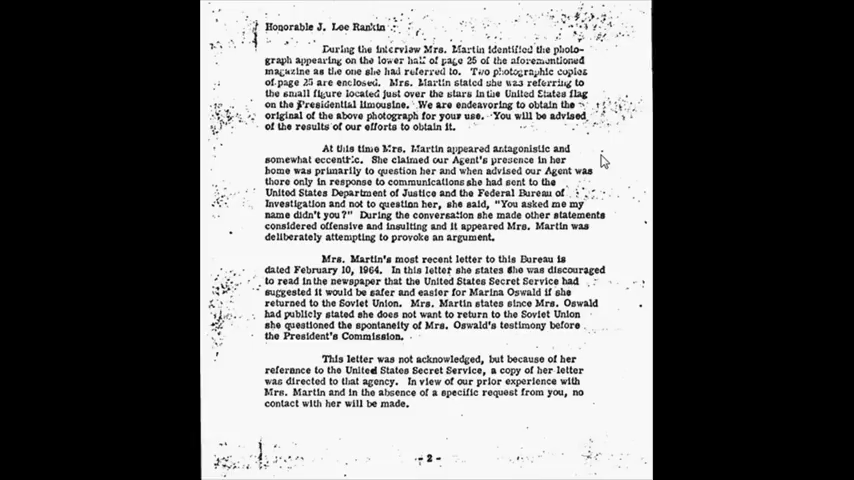 Honorable J. Lee Rankin
During the interview Mrs. Martin identified the photo-
graph appearing on the lower half of page 25 of the aforementioned
magazine as the one she had referred to. Two photographic copies
of page 25 are enclosed. Mrs. Martin stated she was referring to
the small figure located just over the stars in the United States flag
on the Presidential limousine. We are endeavoring to obtain the
original of the above photograph for your use. You will be advised
of the results of our efforts to obtain it.
At this time Mrs. Martin appeared antagonistic and
somewhat eccentric. She claimed our Agent's presence in her
home was primarily to question her and when advised our Agent was
there only in response to communications she had sent to the
United States Department of Justice and the Federal Bureau of
Investigation and not to question her, she said, "You asked me my
name didn't you?" During the conversation she made other statements
considered offensive and insulting and it appeared Mrs. Martin was
deliberately attempting to provoke an argument.
Mrs. Martin's most recent letter to this Bureau is
dated February 10, 1964. In this letter she states she was discouraged
to read in the newspaper that the United States Secret Service had
suggested it would be safer and easier for Marina Oswald if she
returned to the Soviet Union. Mrs. Martin states since Mrs. Oswald
had publicly stated she does not want to return to the Soviet Union
she questioned the spontaneity of Mrs. Oswald's testimony before
the President's Commission.
This letter was not acknowledged, but because of her
reference to the United States Secret Service, a copy of her letter
was directed to that agency. In view of our prior experience with
Mrs. Martin and in the absence of a specific request from you, no
contact with her will be made.
- 2 -